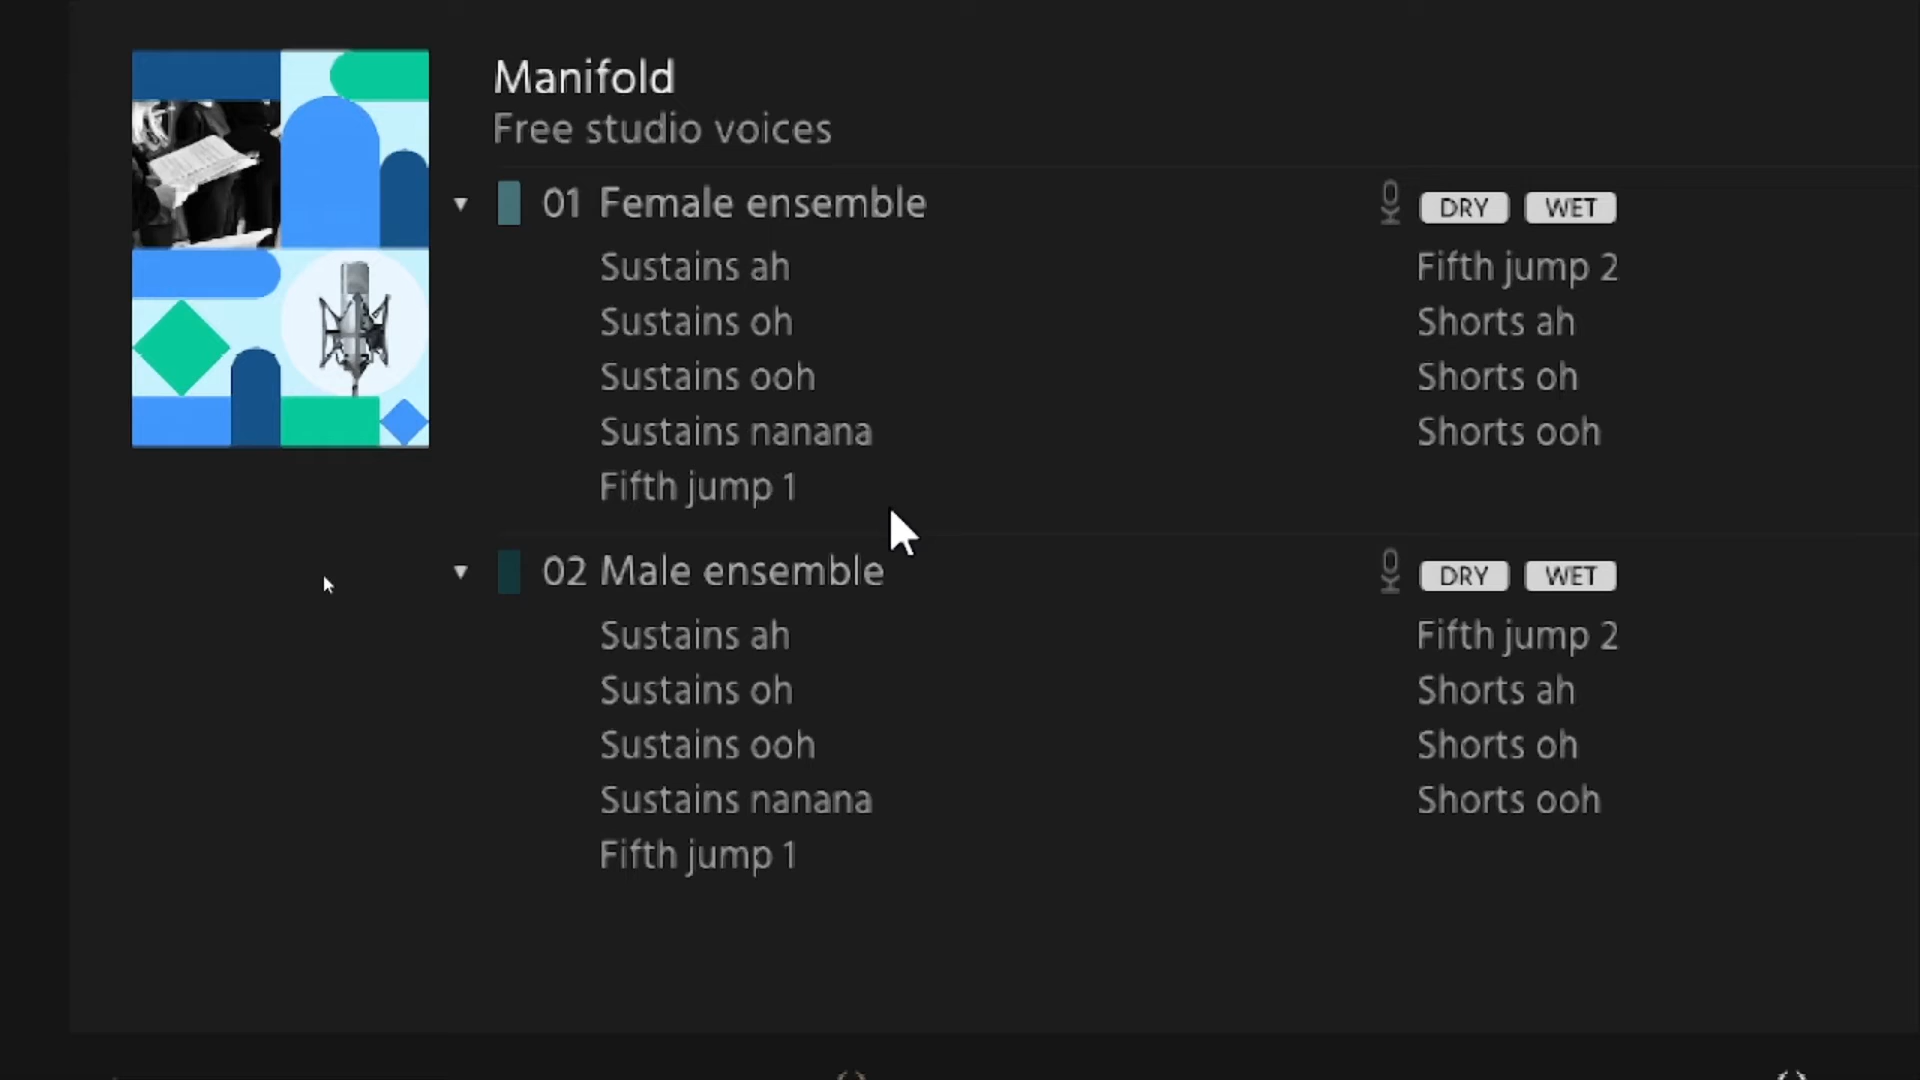 Manifold
Free studio voices
01 Female ensemble DRY WET
Sustains ah Fifth jump 2
Sustains oh Shorts ah
Sustains ooh Shorts oh
Sustains nanana Shorts ooh
Fifth jump 1
02 Male ensemble DRY WET
Sustains ah Fifth jump 2
Sustains oh Shorts ah
Sustains ooh Shorts oh
Sustains nanana Shorts ooh
Fifth jump 1